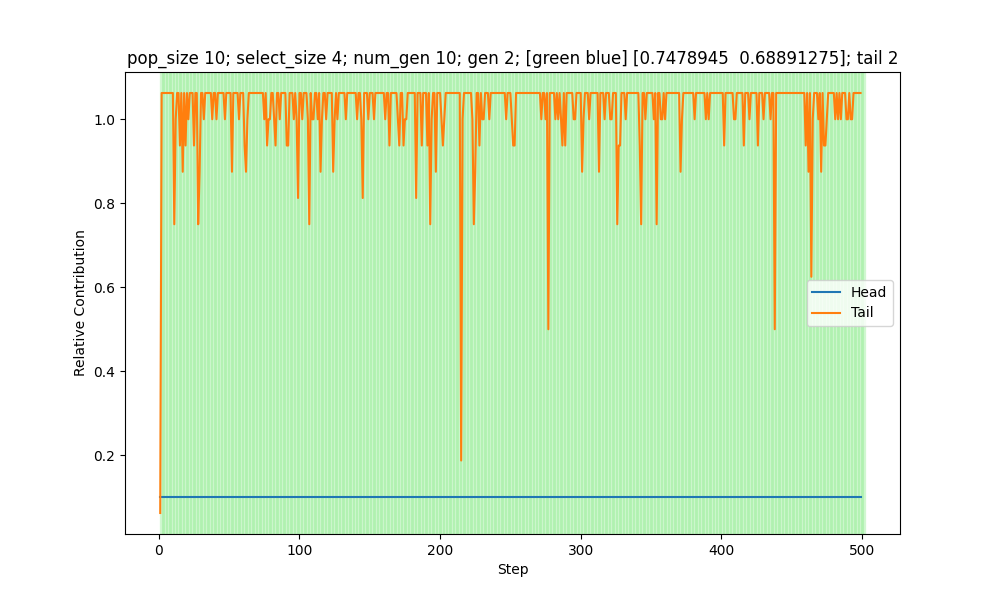 pop_size 10; select_size 4; num_gen 10; gen 2; [green blue] [0.7478945  0.68891275]; tail 2
1.0
0.8
0.6
0.4
0.2
Relative Contribution
Head
Tail
0 100 200 300 400 500
Step